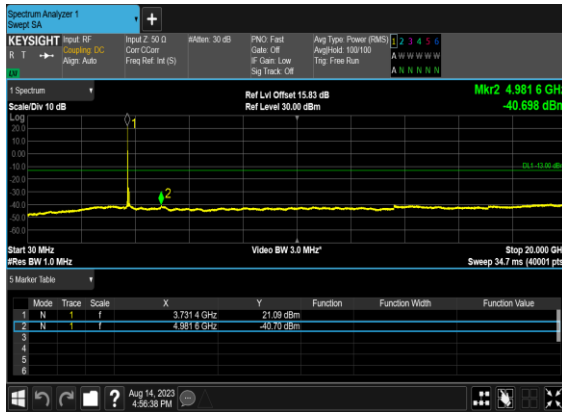 Spectrum Analyzer 1
Swept SA
+
KEYSIGHT Input: RF Input Z: 50 Ω #Atten: 30 dB PNO: Fast Avg Type: Power (RMS) 1 2 3 4 5 6
R T Coupling: DC Corr CCorr Gate: Off Avg|Hold: 100/100 A W W W W W
Align: Auto Freq Ref: Int (S) IF Gain: Low Trig: Free Run
LXI Sig Track: Off A N N N N N
1 Spectrum Ref Lvl Offset 15.83 dB Mkr2 4.981 6 GHz
Scale/Div 10 dB Ref Level 30.00 dBm -40.698 dBm
Log
1
20.0
10.0
0.00
-10.0
DL1 -13.00 dBm
-20.0
-30.0
2
-40.0
-50.0
-60.0
Start 30 MHz Video BW 3.0 MHz* Stop 20.000 GHz
#Res BW 1.0 MHz Sweep 34.7 ms (40001 pts)
5 Marker Table
Mode Trace Scale X Y Function Function Width Function Value
1 N 1 f 3.731 4 GHz 21.09 dBm
2 N 1 f 4.981 6 GHz -40.70 dBm
3
4
5
6
? Aug 14, 2023
4:56:38 PM